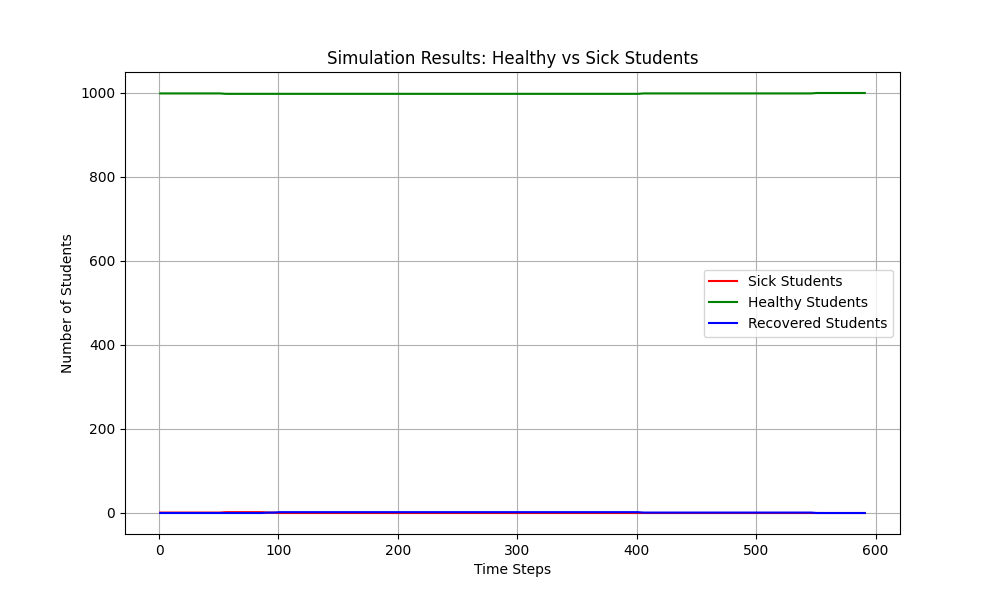 Simulation Results: Healthy vs Sick Students
1000
800
600
400
200
0
Number of Students
Sick Students
Healthy Students
Recovered Students
0 100 200 300 400 500 600
Time Steps